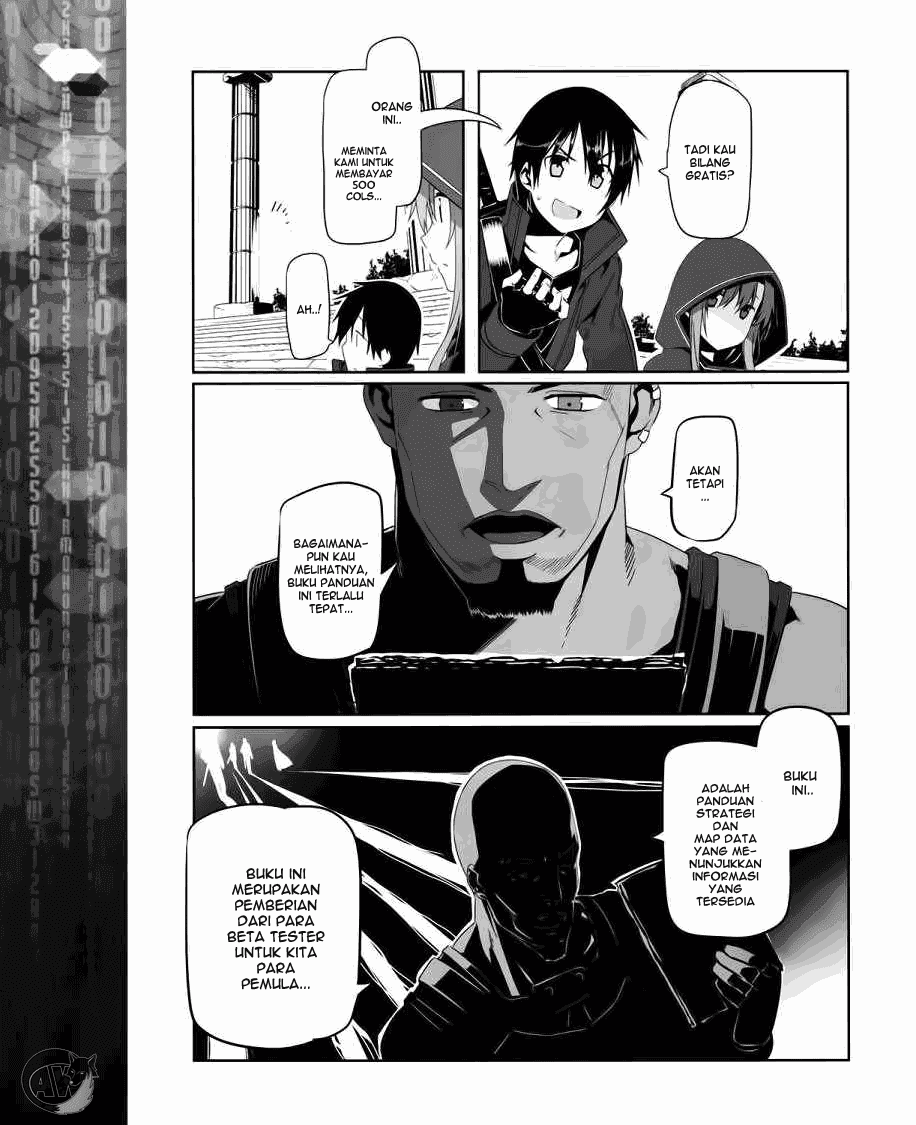 TADI KAU
BILANG
GRATIS?
ORANG
INI..
MEMINTA
KAMI UNTUK
MEMBAYAR
500
COLS...
AH..!
AKAN
TETAPI
...
BAGAIMANA-
PUN KAU
MELIHATNYA,
BUKU PANDUAN
INI TERLALU
TEPAT...
BUKU
INI..
ADALAH
PANDUAN
STRATEGI
DAN
MAP DATA
YANG ME-
NUNJUKKAN
INFORMASI
YANG
TERSEDIA
BUKU INI
MERUPAKAN
PEMBERIAN
DARI PARA
BETA TESTER
UNTUK KITA
PARA
PEMULA...
AW